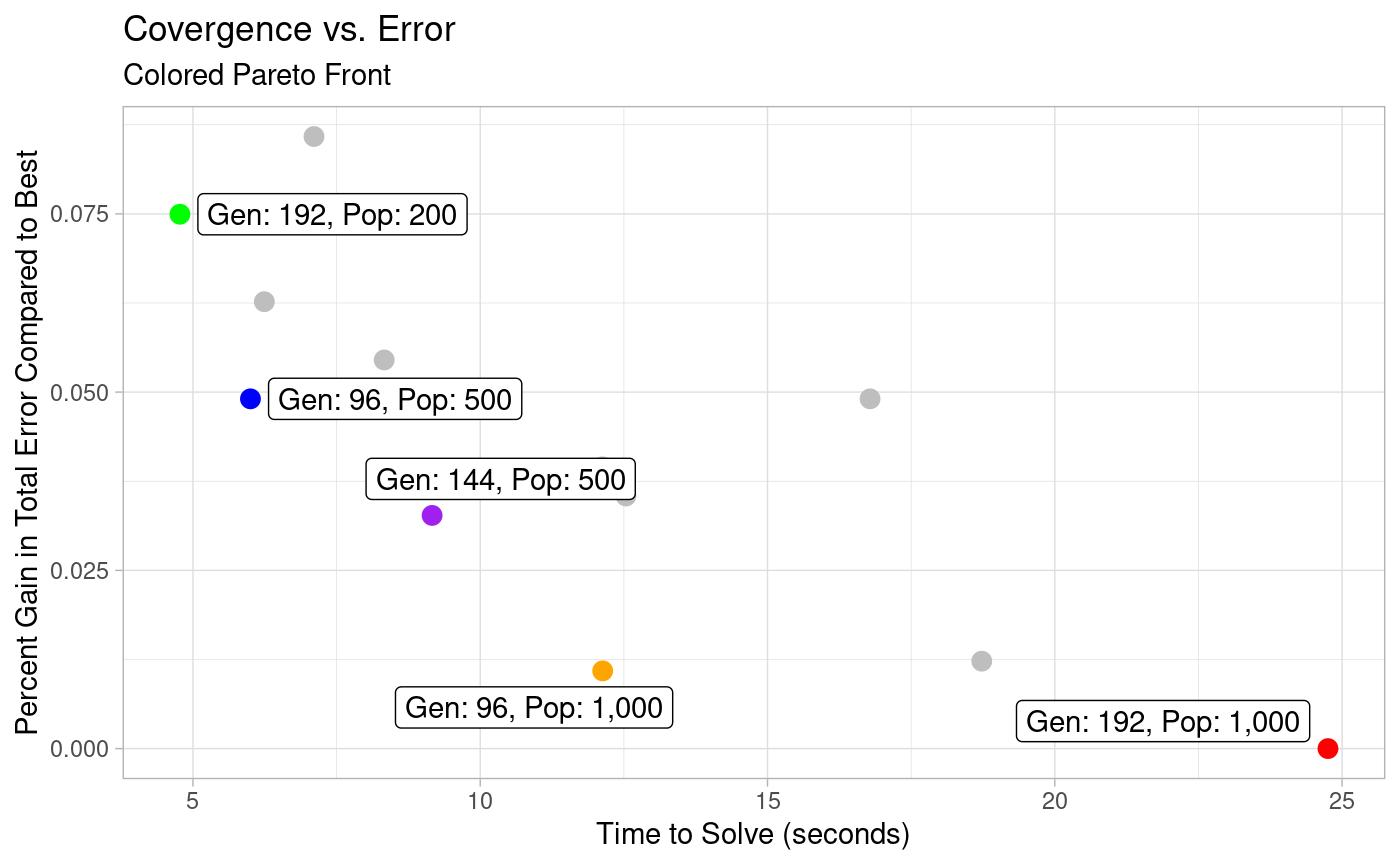 Covergence vs. Error
Colored Pareto Front
Percent Gain in Total Error Compared to Best
0.075
0.050
0.025
0.000
Gen: 192, Pop: 200
Gen: 96, Pop: 500
Gen: 144, Pop: 500
Gen: 96, Pop: 1,000
Gen: 192, Pop: 1,000
5 10 15 20 25
Time to Solve (seconds)